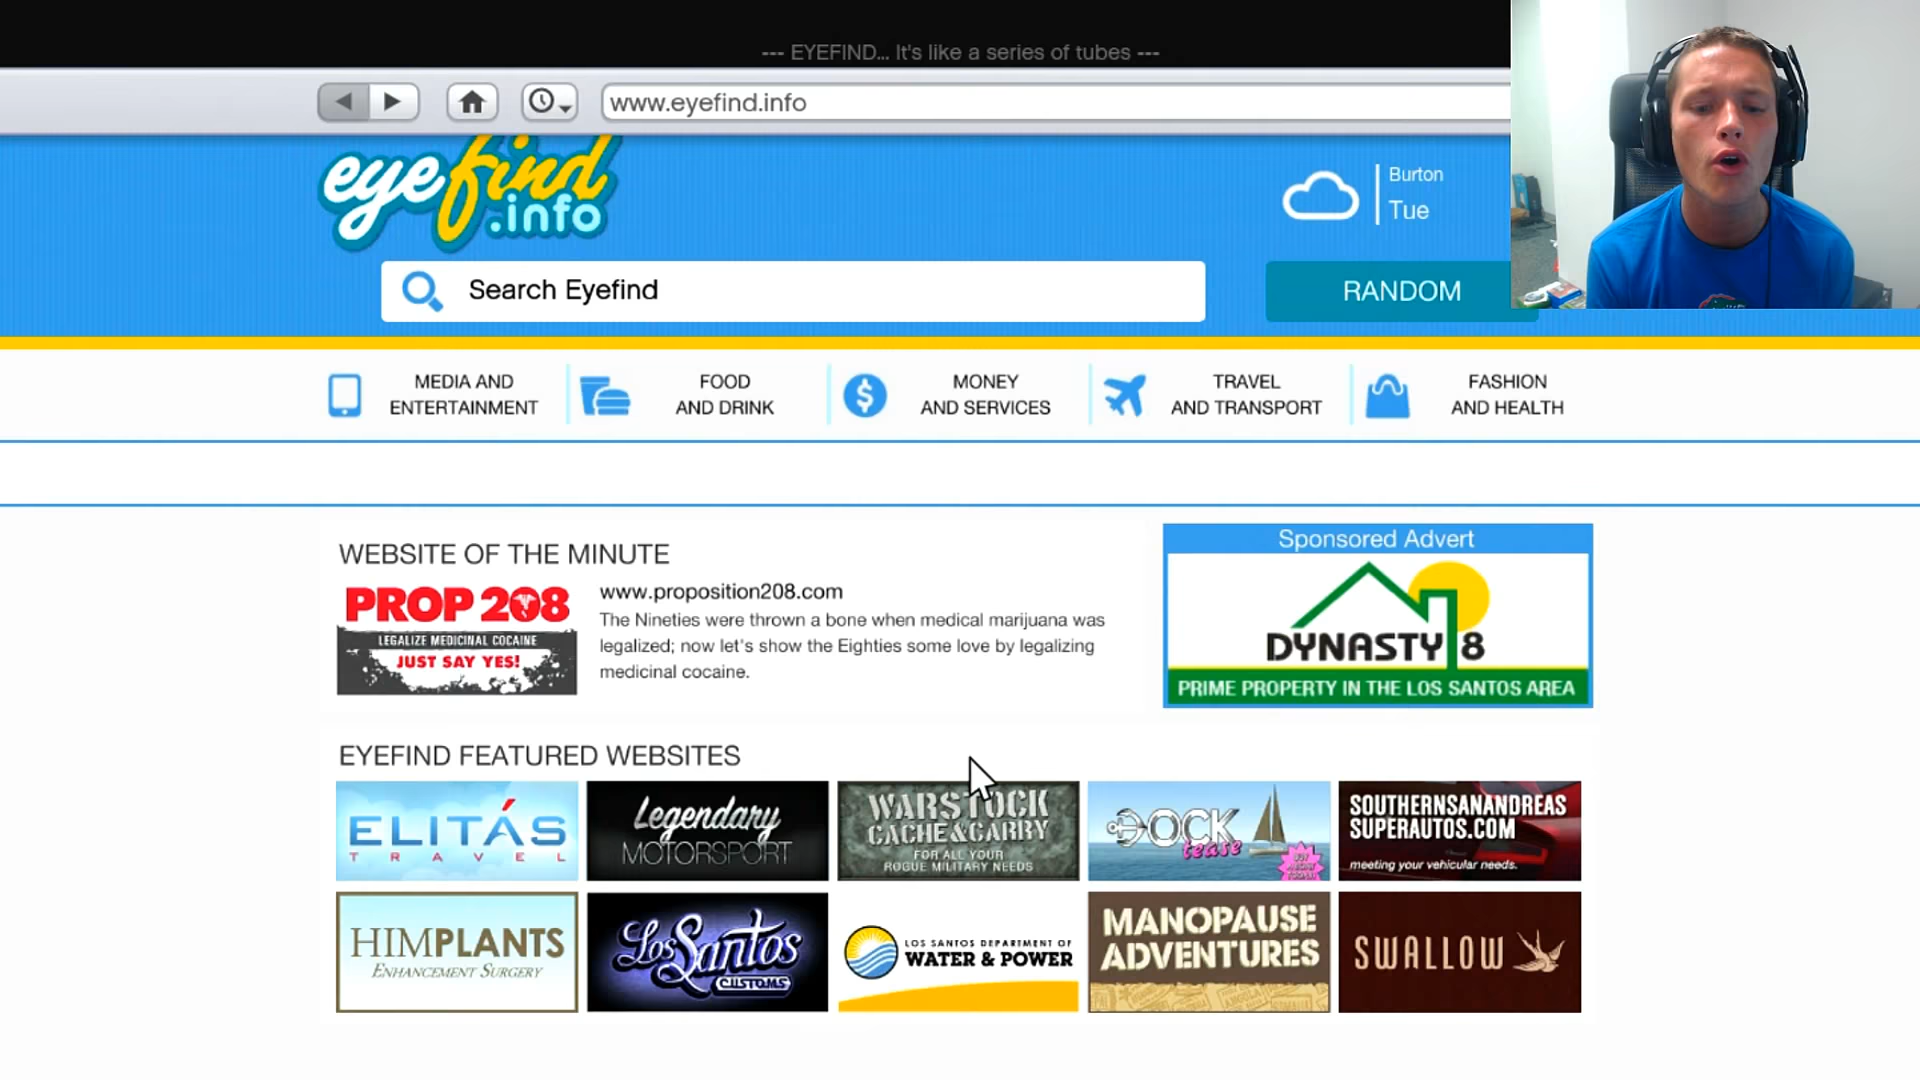 --- EYEFIND... It's like a series of tubes ---
www.eyefind.info
eyefind
.info
Burton
Tue
Search Eyefind
RANDOM
MEDIA AND
ENTERTAINMENT
FOOD
AND DRINK
MONEY
AND SERVICES
TRAVEL
AND TRANSPORT
FASHION
AND HEALTH
WEBSITE OF THE MINUTE
PROP 208
LEGALIZE MEDICINAL COCAINE
JUST SAY YES!
www.proposition208.com
The Nineties were thrown a bone when medical marijuana was
legalized; now let's show the Eighties some love by legalizing
medicinal cocaine.
Sponsored Advert
DYNASTY 8
PRIME PROPERTY IN THE LOS SANTOS AREA
EYEFIND FEATURED WEBSITES
ELITÁS
TRAVEL
Legendary
MOTORSPORT
WARSTOCK
CACHE&CARRY
FOR ALL YOUR
ROGUE MILITARY NEEDS
DOCK
tease
SOUTHERNSANANDREAS
SUPERAUTOS.COM
meeting your vehicular needs.
HIMPLANTS
ENHANCEMENT SURGERY
Los Santos
CUSTOMS
LOS SANTOS DEPARTMENT OF
WATER & POWER
MANOPAUSE
ADVENTURES
SWALLOW